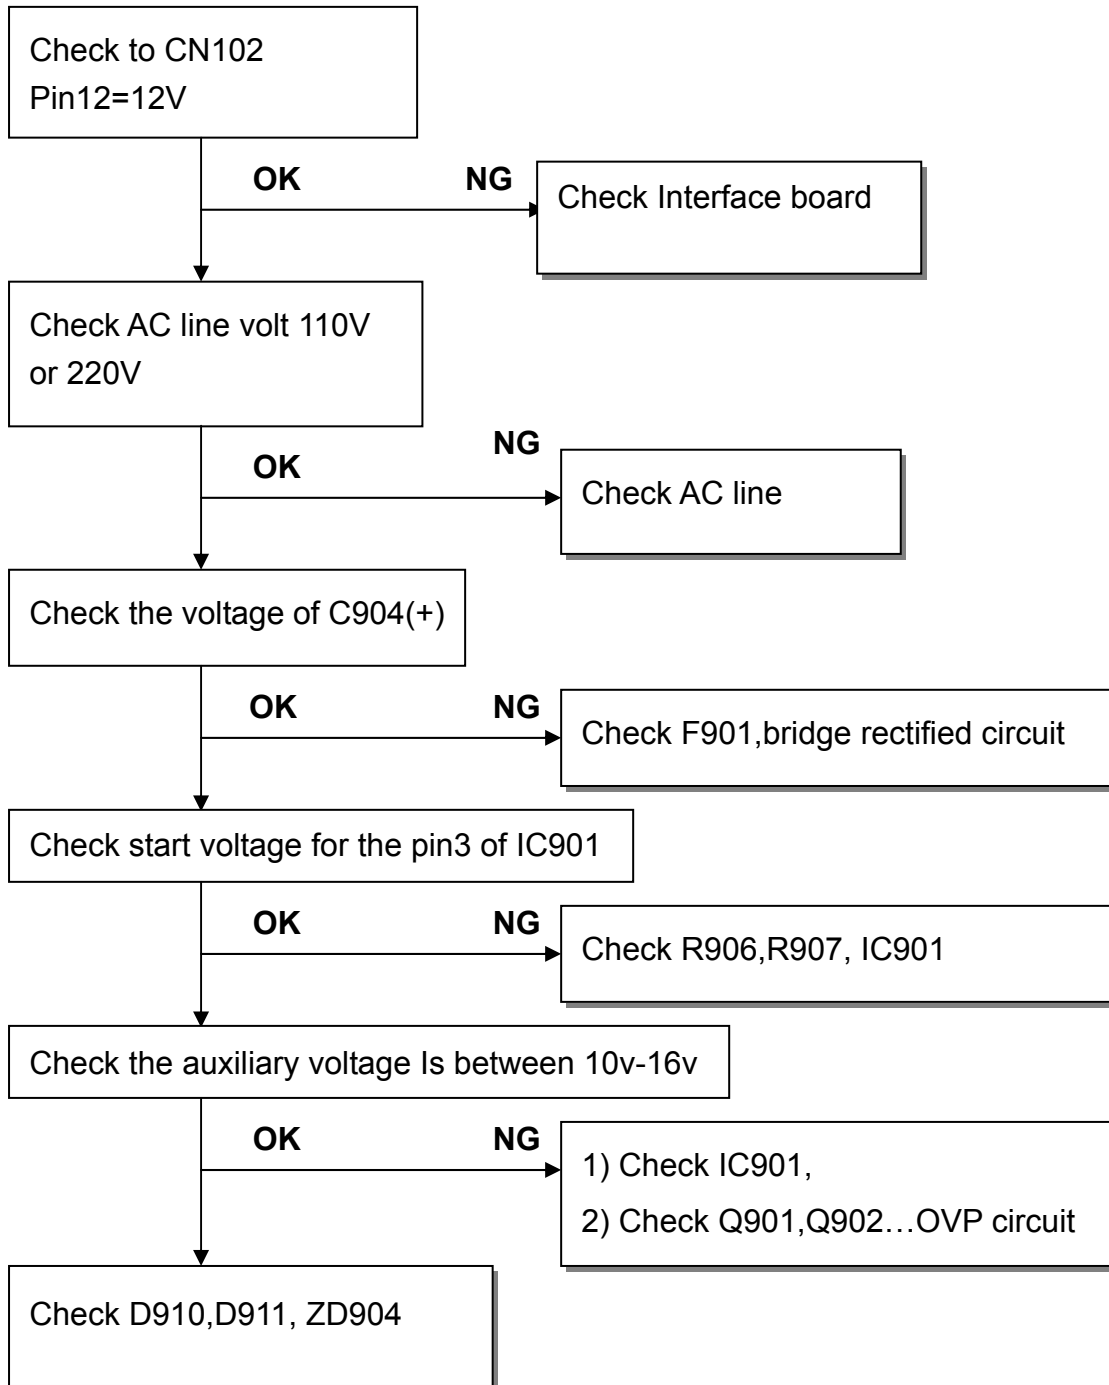 Check to CN102
Pin12=12V
OK
NG
Check Interface board
Check AC line volt 110V
or 220V
OK
NG
Check AC line
Check the voltage of C904(+)
OK
NG
Check F901,bridge rectified circuit
Check start voltage for the pin3 of IC901
OK
NG
Check R906,R907, IC901
Check the auxiliary voltage Is between 10v-16v
OK
NG
1) Check IC901,
2) Check Q901,Q902…OVP circuit
Check D910,D911, ZD904